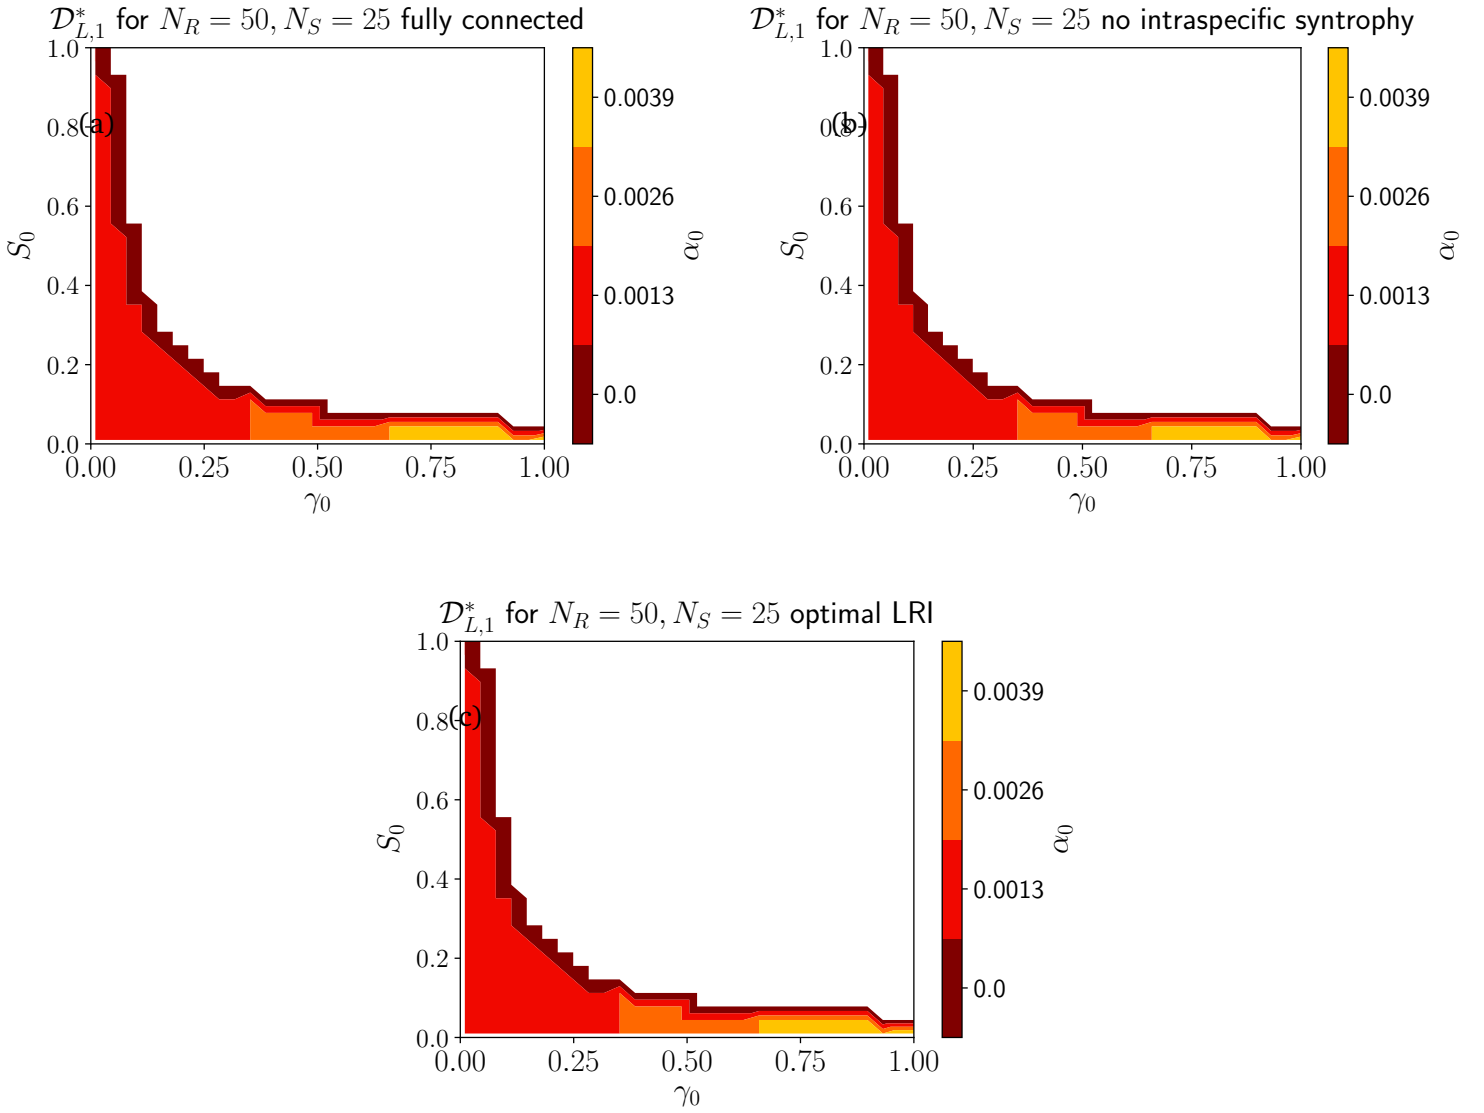 𝒟*_{L,1} for N_R = 50, N_S = 25 fully connected
1.0
0.8
(a)
0.6
0.4
0.2
0.0
S_0
0.00 0.25 0.50 0.75 1.00
γ_0
0.0039
0.0026
0.0013
0.0
α_0
𝒟*_{L,1} for N_R = 50, N_S = 25 no intraspecific syntrophy
1.0
0.8
(b)
0.6
0.4
0.2
0.0
S_0
0.00 0.25 0.50 0.75 1.00
γ_0
0.0039
0.0026
0.0013
0.0
α_0
𝒟*_{L,1} for N_R = 50, N_S = 25 optimal LRI
1.0
0.8
(c)
0.6
0.4
0.2
0.0
S_0
0.00 0.25 0.50 0.75 1.00
γ_0
0.0039
0.0026
0.0013
0.0
α_0